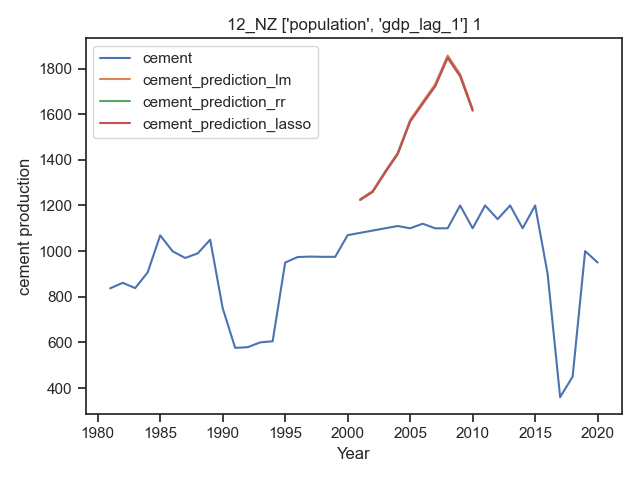 12_NZ ['population', 'gdp_lag_1'] 1
cement
cement_prediction_lm
cement_prediction_rr
cement_prediction_lasso
cement production
1800
1600
1400
1200
1000
800
600
400
1980
1985
1990
1995
2000
2005
2010
2015
2020
Year